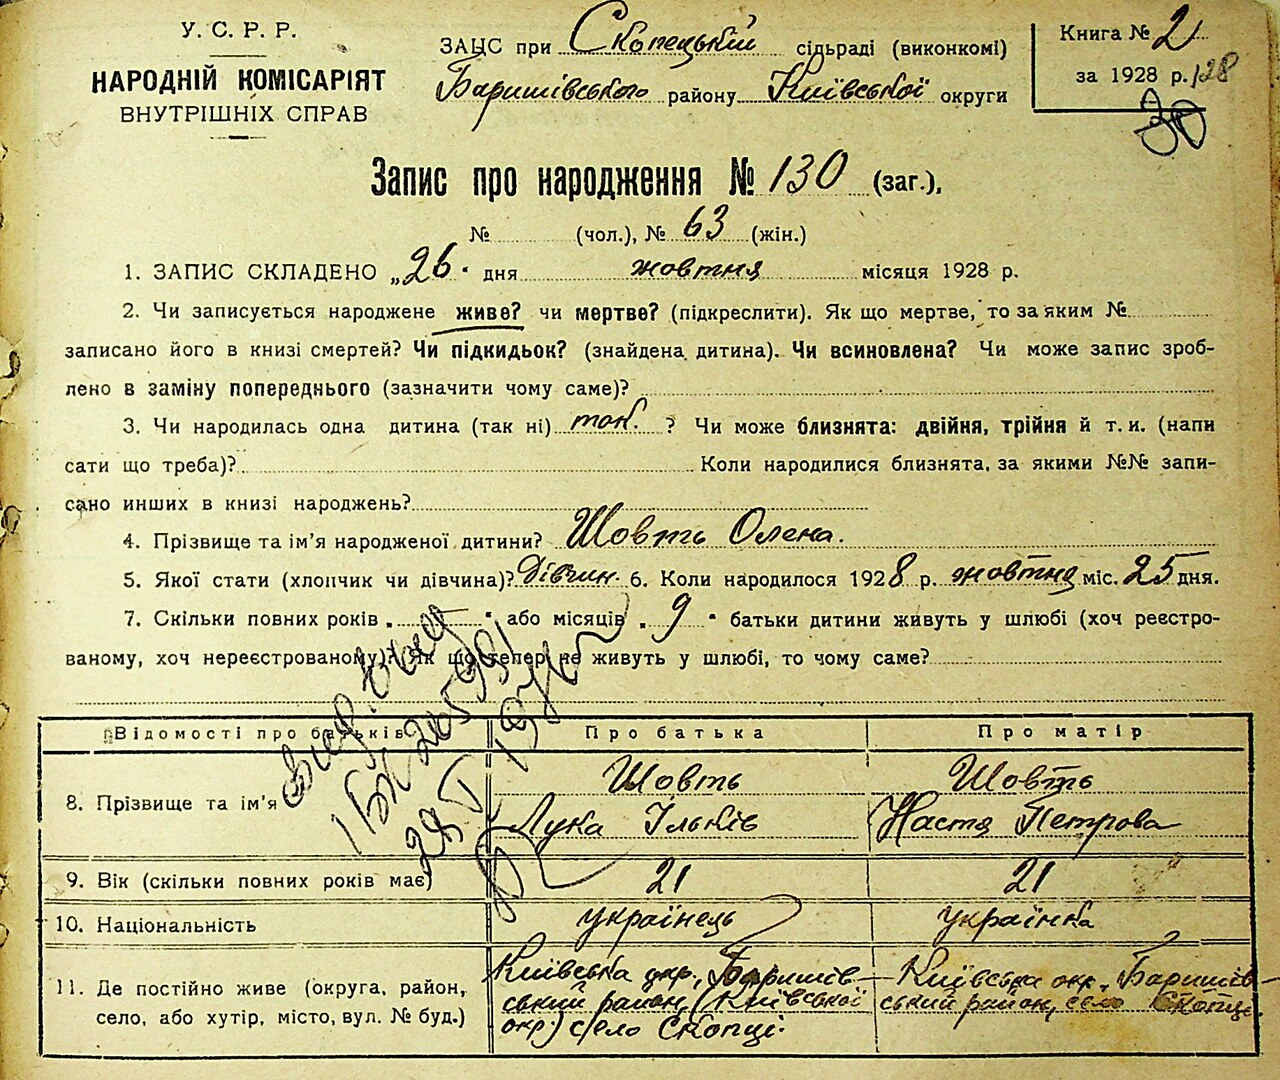 У. С. Р. Р.
НАРОДНІЙ КОМІСАРІЯТ
ВНУТРІШНІХ СПРАВ
ЗАЦС при Скопецькій сільраді (виконкомі)
Баришівського району Київської округи
Книга № 2
за 1928 р. 128
30
Запис про народження № 130 (заг.),
№ (чол.), № 63 (жін.)
1. ЗАПИС СКЛАДЕНО „26" дня жовтня місяця 1928 р.
2. Чи записується народжене живе? чи мертве? (підкреслити). Як що мертве, то за яким №
записано його в книзі смертей? Чи підкидьок? (знайдена дитина). Чи всиновлена? Чи може запис зроб-
лено в заміну попереднього (зазначити чому саме)?
3. Чи народилась одна дитина (так ні) так. ? Чи може близнята: двійня, трійня й т. и. (напи
сати що треба)? Коли народилися близнята, за якими №№ запи-
сано инших в книзі народжень?
4. Прізвище та ім'я народженої дитини? Шовть Олена.
5. Якої стати (хлопчик чи дівчина)? дівчин. 6. Коли народилось 1928 р. жовтня міс. 25 дня.
7. Скільки повних років „ " або місяців „ 9 " батьки дитини живуть у шлюбі (хоч реєстро-
ваному, хоч нереєстрованому). Як що тепер не живуть у шлюбі, то чому саме?
Відомості про батьків Про батька Про матір
8. Прізвище та ім'я Шовть Лука Ільків Шовть Настя Петрова
9. Вік (скільки повних років має) 21 21
10. Національність українець українка
11. Де постійно живе (округа, район, село, або хутір, місто, вул. № буд.) Київська окр., Баришів-
ський район, (Київської
окр) село Скопці. Київська окр. Баришів-
ський район, село Скопці.